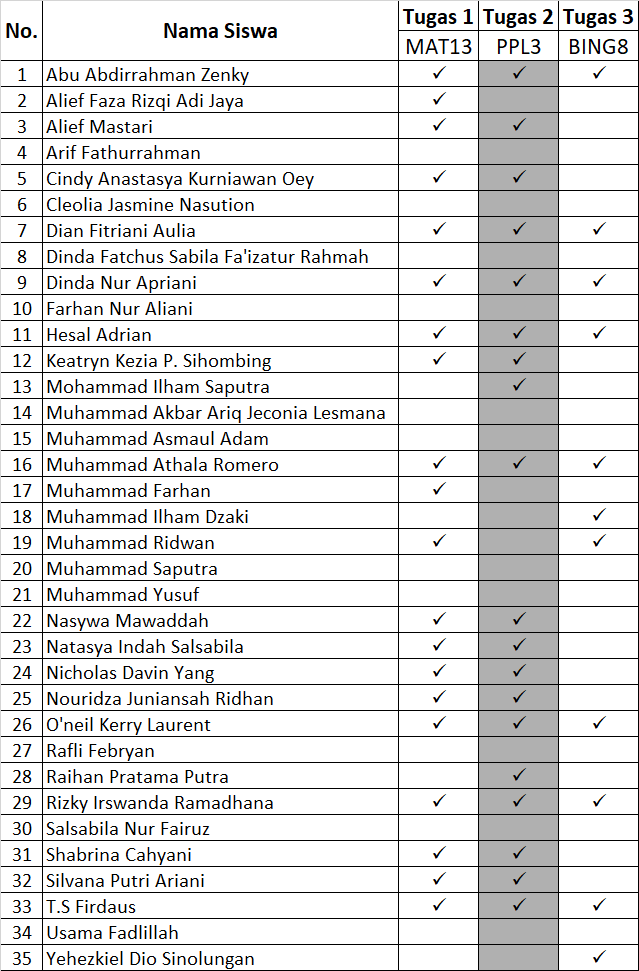 No. Nama Siswa Tugas 1 Tugas 2 Tugas 3
MAT13 PPL3 BING8
1 Abu Abdirrahman Zenky ✓ ✓ ✓
2 Alief Faza Rizqi Adi Jaya ✓
3 Alief Mastari ✓ ✓
4 Arif Fathurrahman
5 Cindy Anastasya Kurniawan Oey ✓ ✓
6 Cleolia Jasmine Nasution
7 Dian Fitriani Aulia ✓ ✓ ✓
8 Dinda Fatchus Sabila Fa'izatur Rahmah
9 Dinda Nur Apriani ✓ ✓ ✓
10 Farhan Nur Aliani
11 Hesal Adrian ✓ ✓ ✓
12 Keatryn Kezia P. Sihombing ✓ ✓
13 Mohammad Ilham Saputra ✓
14 Muhammad Akbar Ariq Jeconia Lesmana
15 Muhammad Asmaul Adam
16 Muhammad Athala Romero ✓ ✓ ✓
17 Muhammad Farhan ✓
18 Muhammad Ilham Dzaki ✓
19 Muhammad Ridwan ✓ ✓
20 Muhammad Saputra
21 Muhammad Yusuf
22 Nasywa Mawaddah ✓ ✓
23 Natasya Indah Salsabila ✓ ✓
24 Nicholas Davin Yang ✓ ✓
25 Nouridza Juniansah Ridhan ✓ ✓
26 O'neil Kerry Laurent ✓ ✓ ✓
27 Rafli Febryan
28 Raihan Pratama Putra ✓
29 Rizky Irswanda Ramadhana ✓ ✓ ✓
30 Salsabila Nur Fairuz
31 Shabrina Cahyani ✓ ✓
32 Silvana Putri Ariani ✓ ✓
33 T.S Firdaus ✓ ✓ ✓
34 Usama Fadlillah
35 Yehezkiel Dio Sinolungan ✓